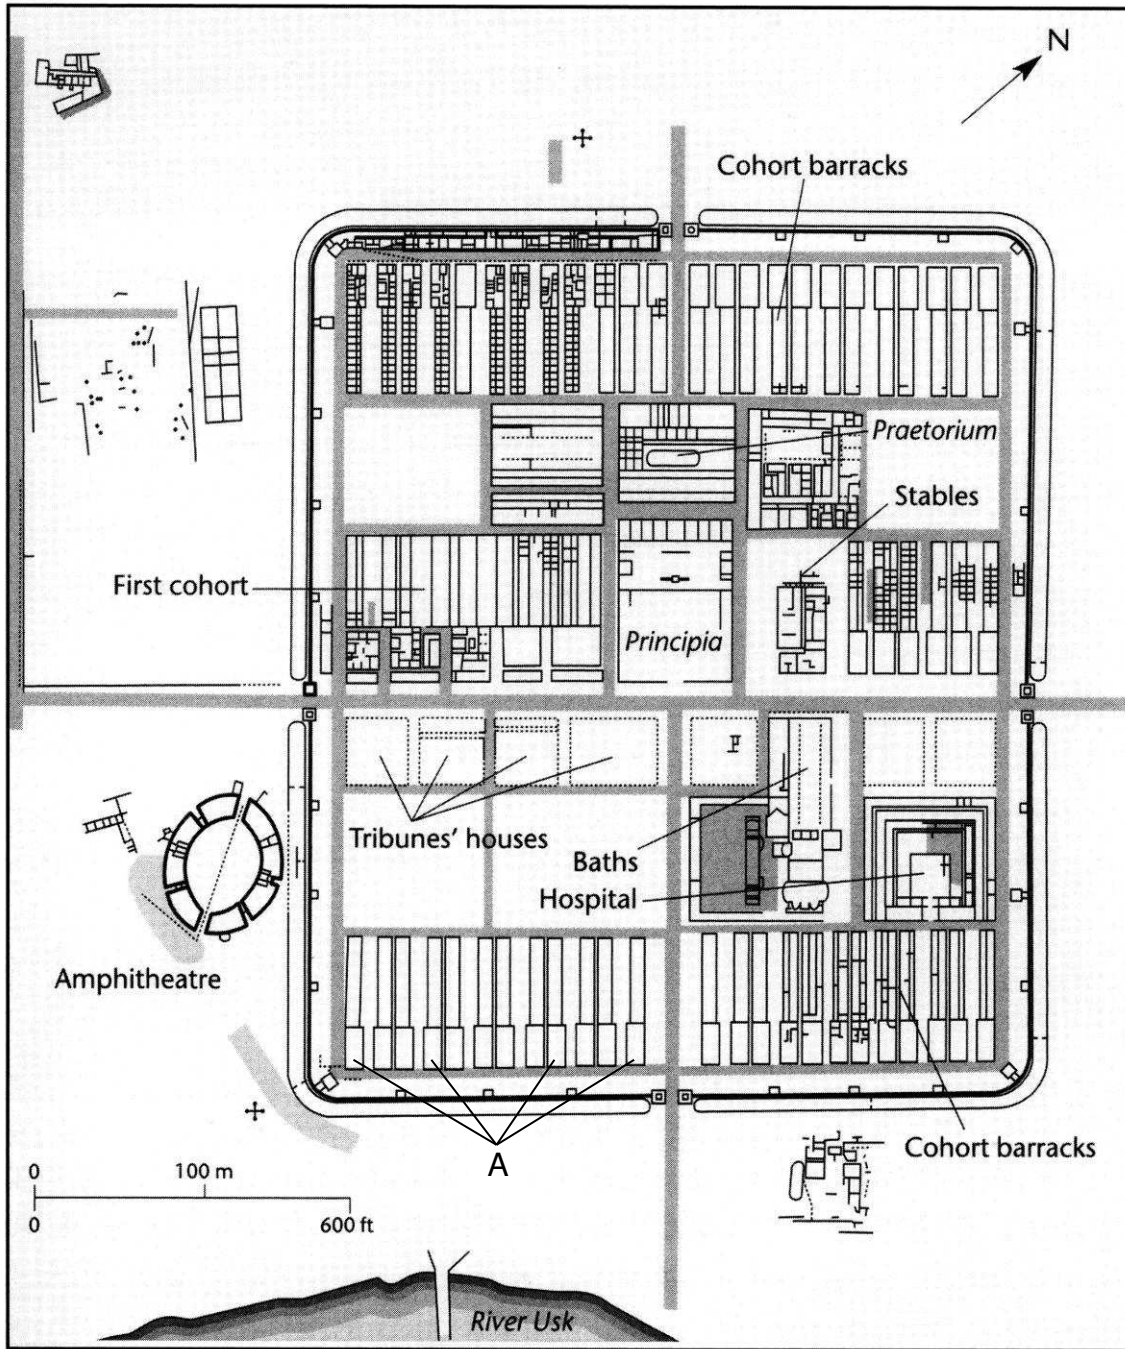 N
Cohort barracks
Praetorium
Stables
First cohort
Principia
Tribunes' houses
Baths
Hospital
Amphitheatre
A
Cohort barracks
0 100 m
0 600 ft
River Usk